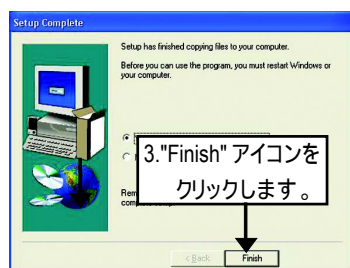 Setup Complete
Setup has finished copying files to your computer.
Before you can use the program, you must restart Windows or
your computer.
3."Finish" アイコンを
クリックします。
< Back
Finish